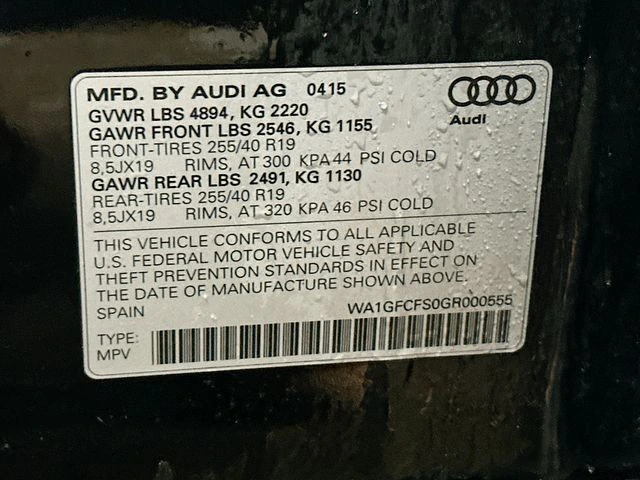 MFD. BY AUDI AG 0415
GVWR LBS 4894, KG 2220
GAWR FRONT LBS 2546, KG 1155
FRONT-TIRES 255/40 R19
8,5JX19 RIMS, AT 300 KPA 44 PSI COLD
GAWR REAR LBS 2491, KG 1130
REAR-TIRES 255/40 R19
8,5JX19 RIMS, AT 320 KPA 46 PSI COLD
Audi
THIS VEHICLE CONFORMS TO ALL APPLICABLE
U.S. FEDERAL MOTOR VEHICLE SAFETY AND
THEFT PREVENTION STANDARDS IN EFFECT ON
THE DATE OF MANUFACTURE SHOWN ABOVE.
SPAIN WA1GFCFS0GR000555
TYPE:
MPV